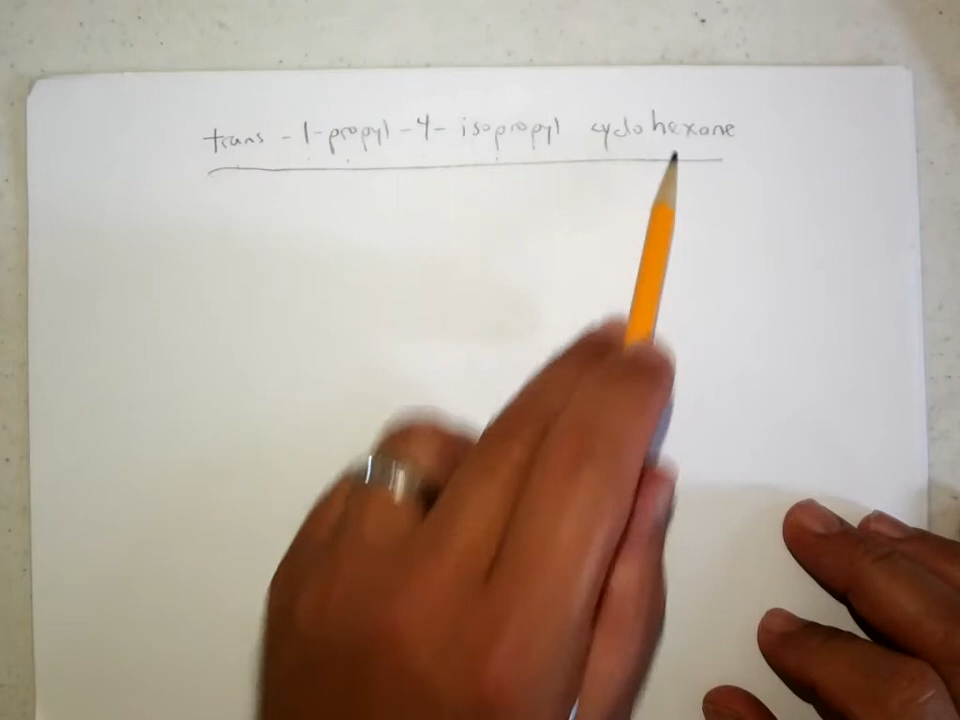 trans - 1- propyl - 4- isopropyl cyclohexane